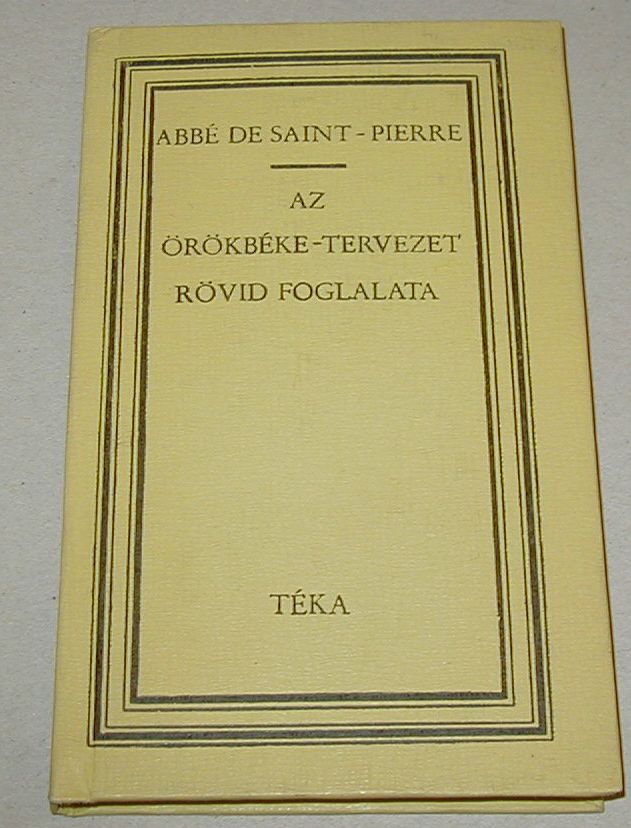 ABBÉ DE SAINT-PIERRE
AZ
ÖRÖKBÉKE-TERVEZET
RÖVID FOGLALATA
TÉKA